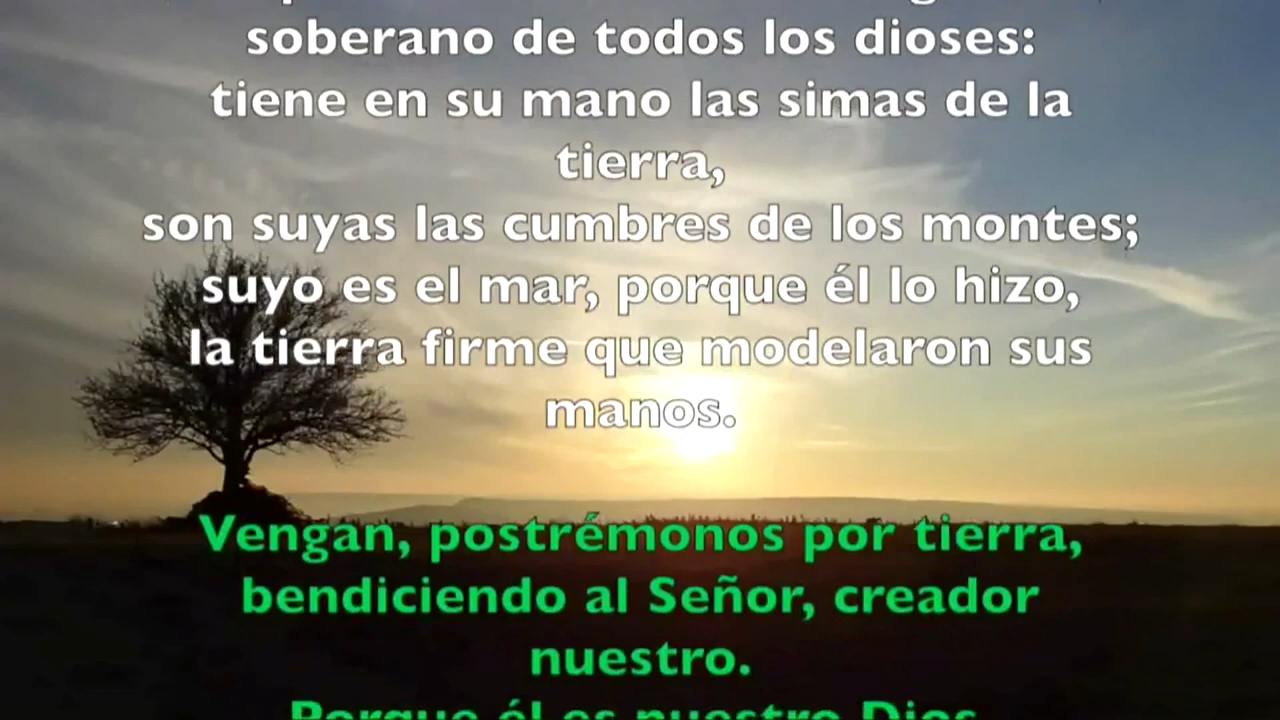 soberano de todos los dioses:
tiene en su mano las simas de la
tierra,
son suyas las cumbres de los montes;
suyo es el mar, porque él lo hizo,
la tierra firme que modelaron sus
manos.
Vengan, postrémonos por tierra,
bendiciendo al Señor, creador
nuestro.
Porque él es nuestro Dios